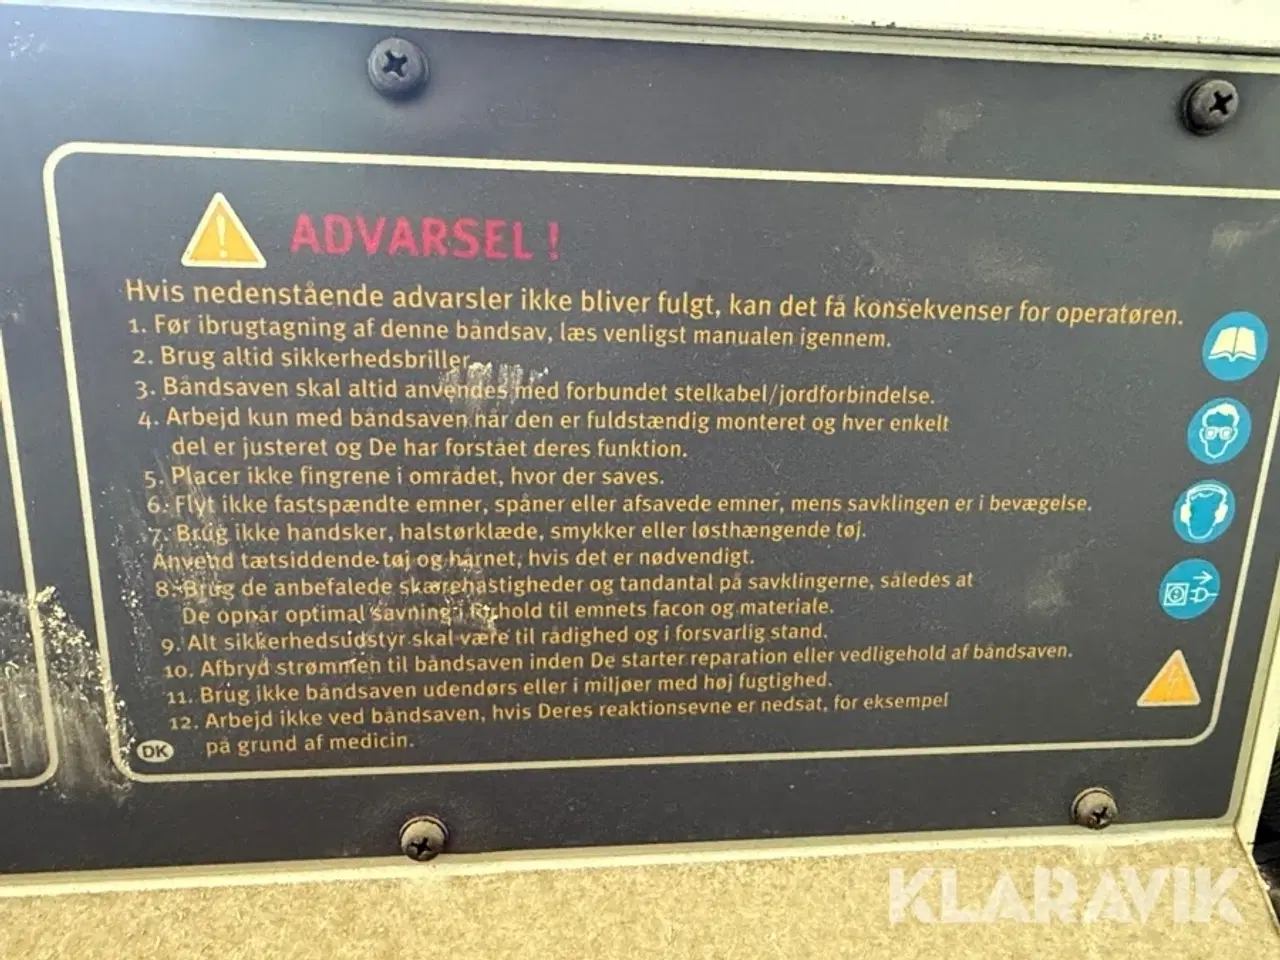 ADVARSEL !
Hvis nedenstående advarsler ikke bliver fulgt, kan det få konsekvenser for operatøren.
1. Før ibrugtagning af denne båndsav, læs venligst manualen igennem.
2. Brug altid sikkerhedsbriller
3. Båndsaven skal altid anvendes med forbundet stelkabel/jordforbindelse.
4. Arbejd kun med båndsaven når den er fuldstændig monteret og hver enkelt
del er justeret og De har forstået deres funktion.
5. Placer ikke fingrene i området, hvor der saves.
6. Flyt ikke fastspændte emner, spåner eller afsavede emner, mens savklingen er i bevægelse.
7. Brug ikke handsker, halstørklæde, smykker eller løsthængende tøj.
Anvend tætsiddende tøj og hårnet, hvis det er nødvendigt.
8. Brug de anbefalede skærehastigheder og tandantal på savklingerne, således at
De opnår optimal savning i forhold til emnets facon og materiale.
9. Alt sikkerhedsudstyr skal være til rådighed og i forsvarlig stand.
10. Afbryd strømmen til båndsaven inden De starter reparation eller vedligehold af båndsaven.
11. Brug ikke båndsaven udendørs eller i miljøer med høj fugtighed.
12. Arbejd ikke ved båndsaven, hvis Deres reaktionsevne er nedsat, for eksempel
på grund af medicin.
DK
KLARAVIK